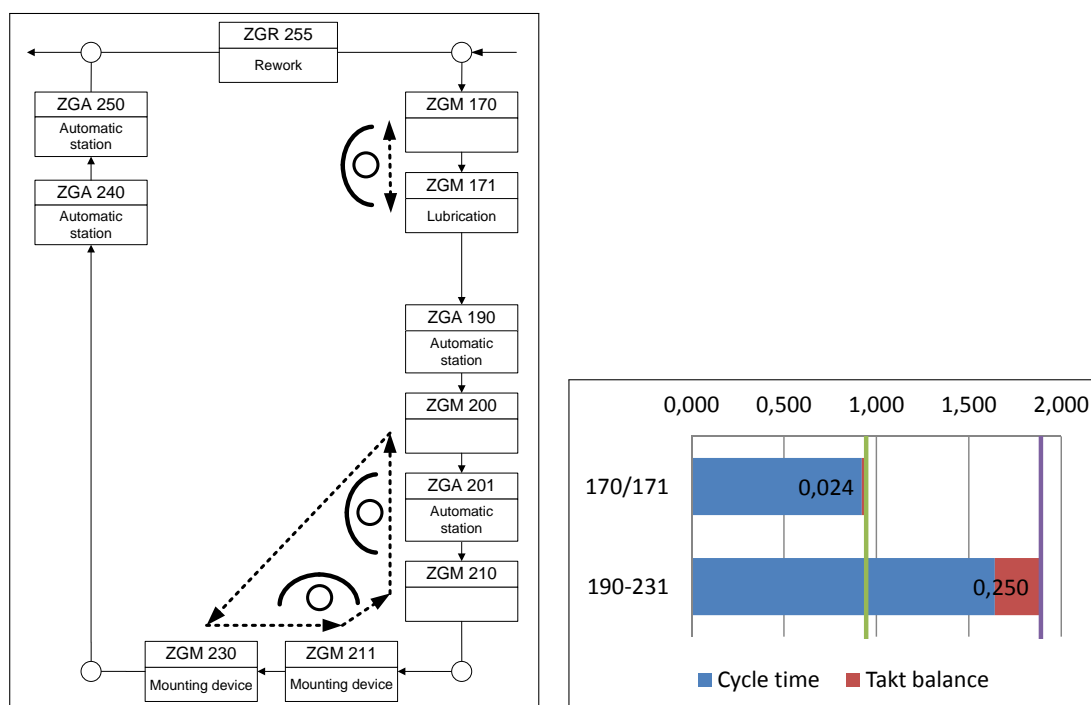 ZGR 255
Rework
ZGA 250
Automatic
station
ZGA 240
Automatic
station
ZGM 170
ZGM 171
Lubrication
ZGA 190
Automatic
station
ZGM 200
ZGA 201
Automatic
station
ZGM 210
ZGM 230
Mounting device
ZGM 211
Mounting device
0,000 0,500 1,000 1,500 2,000
170/171
0,024
190-231
0,250
Cycle time Takt balance